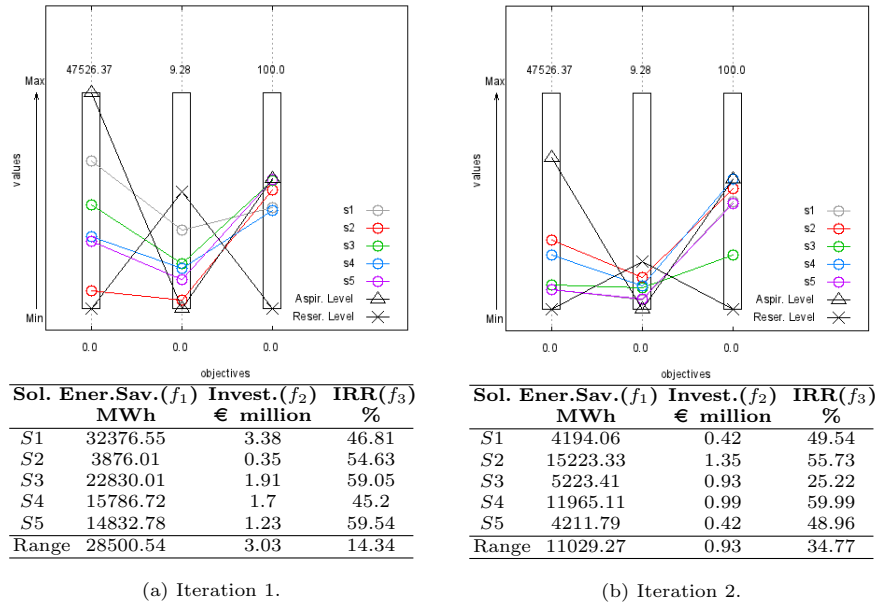 47526.37 9.28 100.0
Max
values
s1
s2
s3
s4
s5
Aspir. Level
Reser. Level
Min
0.0 0.0 0.0
objectives
Sol. Ener.Sav.(f1) Invest.(f2) IRR(f3)
MWh € million %
S1 32376.55 3.38 46.81
S2 3876.01 0.35 54.63
S3 22830.01 1.91 59.05
S4 15786.72 1.7 45.2
S5 14832.78 1.23 59.54
Range 28500.54 3.03 14.34
(a) Iteration 1.
47526.37 9.28 100.0
Max
values
s1
s2
s3
s4
s5
Aspir. Level
Reser. Level
Min
0.0 0.0 0.0
objectives
Sol. Ener.Sav.(f1) Invest.(f2) IRR(f3)
MWh € million %
S1 4194.06 0.42 49.54
S2 15223.33 1.35 55.73
S3 5223.41 0.93 25.22
S4 11965.11 0.99 59.99
S5 4211.79 0.42 48.96
Range 11029.27 0.93 34.77
(b) Iteration 2.